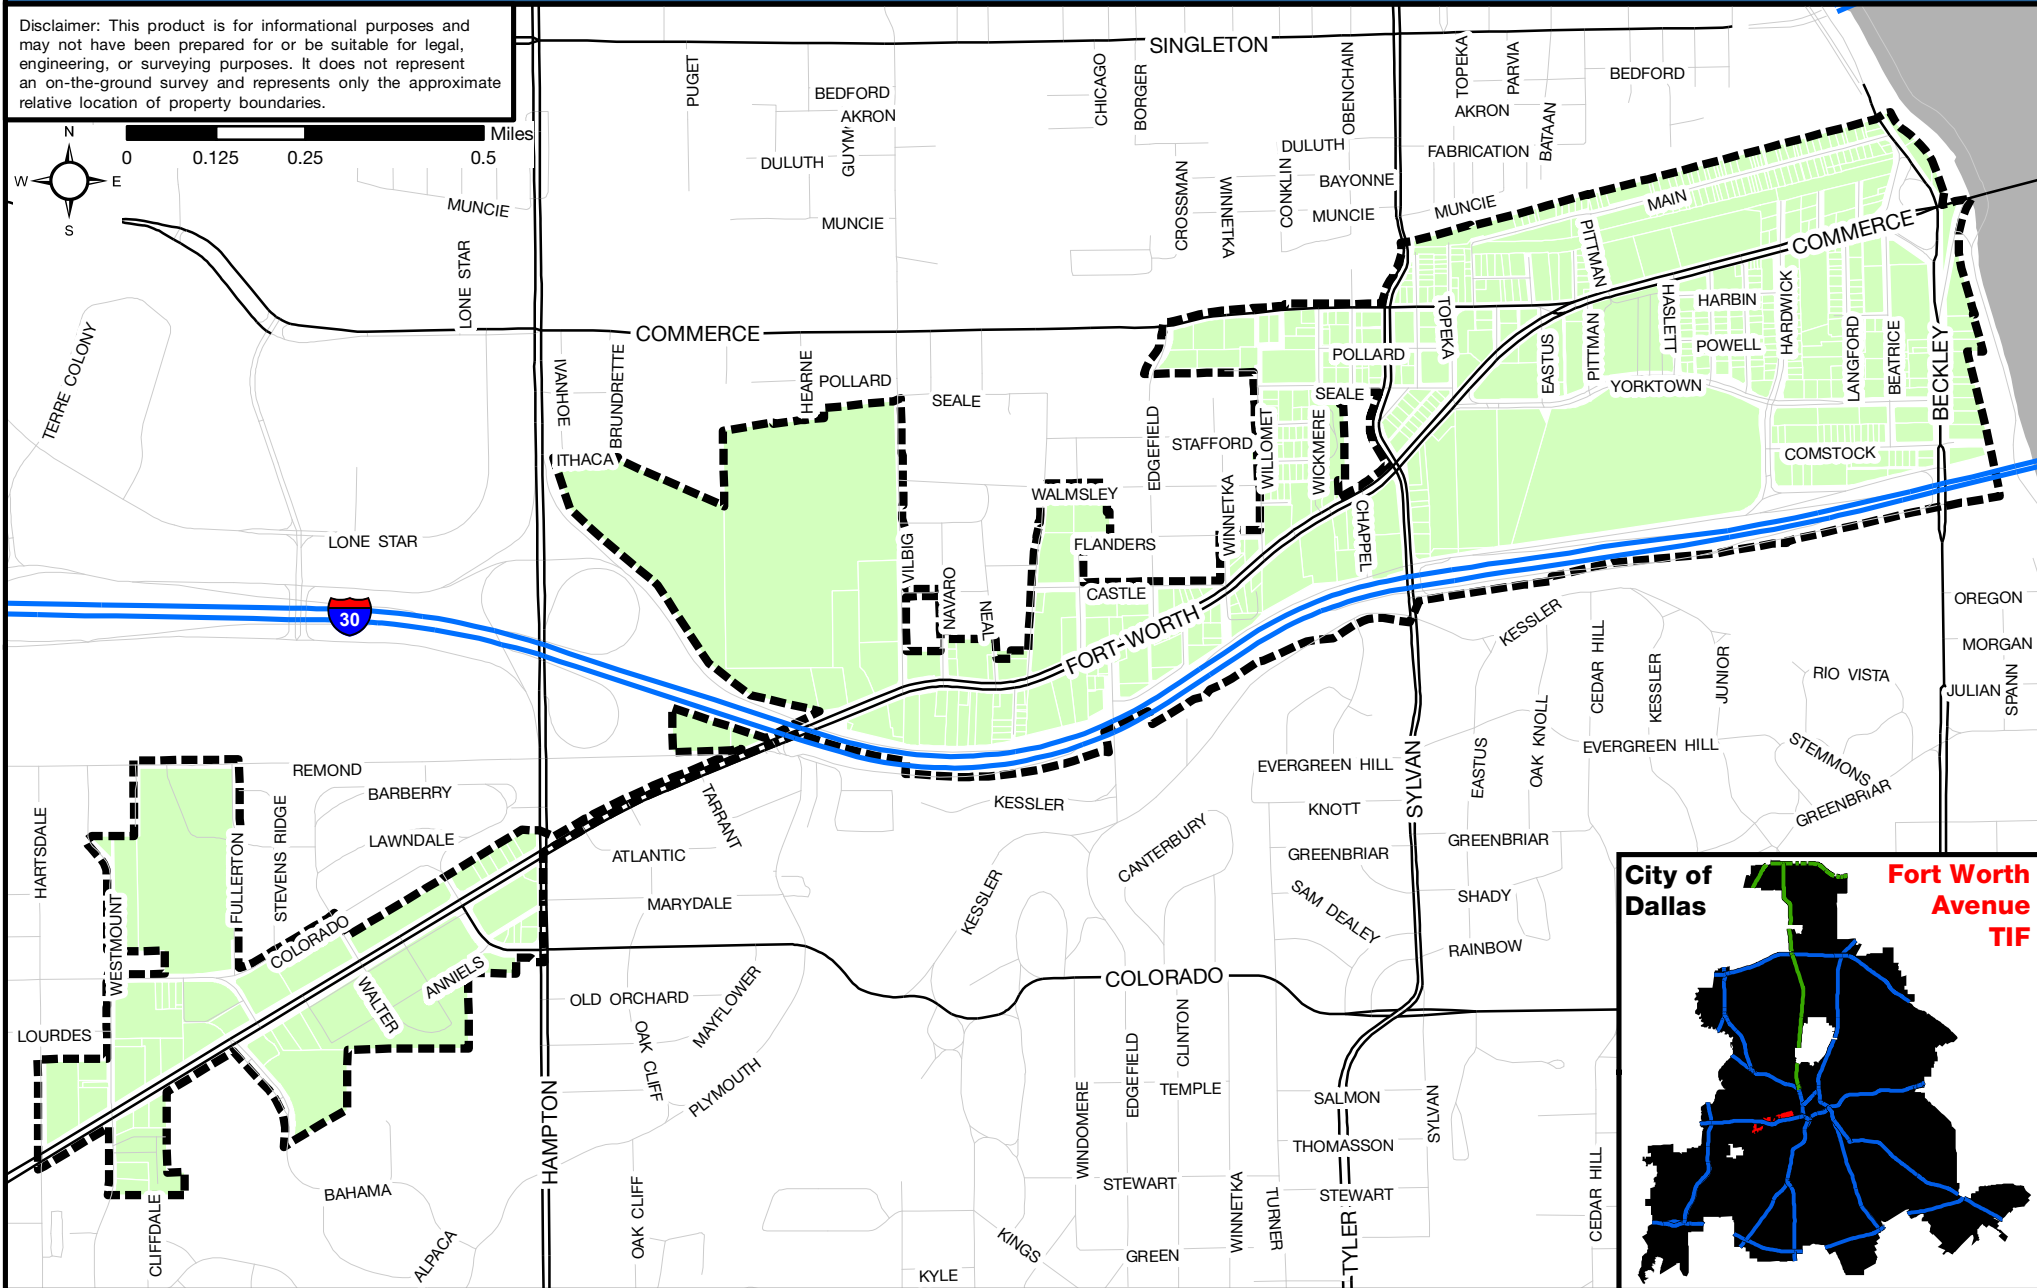 Disclaimer: This product is for informational purposes and
may not have been prepared for or be suitable for legal,
engineering, or surveying purposes. It does not represent
an on-the-ground survey and represents only the approximate
relative location of property boundaries.
Miles
0 0.125 0.25 0.5
N
W E
S
SINGLETON
PUGET
BEDFORD
AKRON
GUYM
DULUTH
MUNCIE
CHICAGO
BORGER
OBENCHAIN
TOPEKA
PARVIA
BEDFORD
AKRON
BATAAN
DULUTH
FABRICATION
CROSSMAN
WINNETKA
CONKLIN
BAYONNE
MUNCIE
MUNCIE
MAIN
PITTMAN
COMMERCE
MUNCIE
LONE STAR
COMMERCE
TERRE COLONY
IVANHOE
BRUNDRETTE
HEARNE
POLLARD
SEALE
ITHACA
POLLARD
TOPEKA
SEALE
EASTUS
PITTMAN
HASLETT
HARBIN
POWELL
HARDWICK
YORKTOWN
LANGFORD
BEATRICE
BECKLEY
COMSTOCK
EDGEFIELD
STAFFORD
WILLOMET
WICKMERE
WINNETKA
CHAPPEL
WALMSLEY
FLANDERS
CASTLE
LONE STAR
VILBIG
NAVARO
NEAL
30
FORT WORTH
KESSLER
CEDAR HILL
KESSLER
JUNIOR
RIO VISTA
OREGON
MORGAN
JULIAN
SPANN
EVERGREEN HILL
SYLVAN
EASTUS
OAK KNOLL
EVERGREEN HILL
STEMMONS
GREENBRIAR
KNOTT
GREENBRIAR
GREENBRIAR
SAM DEALEY
SHADY
RAINBOW
KESSLER
CANTERBURY
KESSLER
REMOND
BARBERRY
LAWNDALE
HARTSDALE
FULLERTON
STEVENS RIDGE
WESTMOUNT
COLORADO
WALTER
ANNIELS
LOURDES
TARRANT
ATLANTIC
MARYDALE
OLD ORCHARD
MAYFLOWER
OAK CLIFF
PLYMOUTH
HAMPTON
COLORADO
EDGEFIELD
CLINTON
TEMPLE
WINDOMERE
SALMON
SYLVAN
THOMASSON
STEWART
STEWART
WINNETKA
TURNER
TYLER
GREEN
KINGS
KYLE
OAK CLIFF
BAHAMA
ALPACA
CLIFFDALE
CEDAR HILL
City of
Dallas
Fort Worth
Avenue
TIF